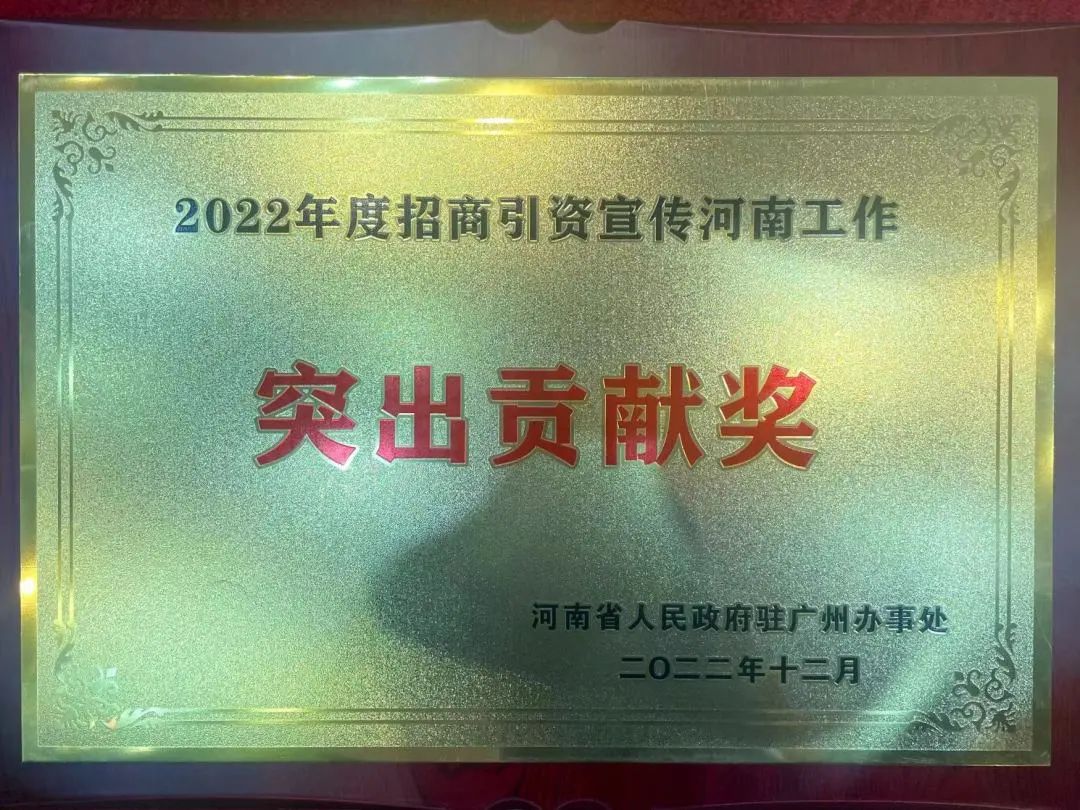 2022年度招商引资宣传河南工作
突出贡献奖
河南省人民政府驻广州办事处
二〇二二年十二月